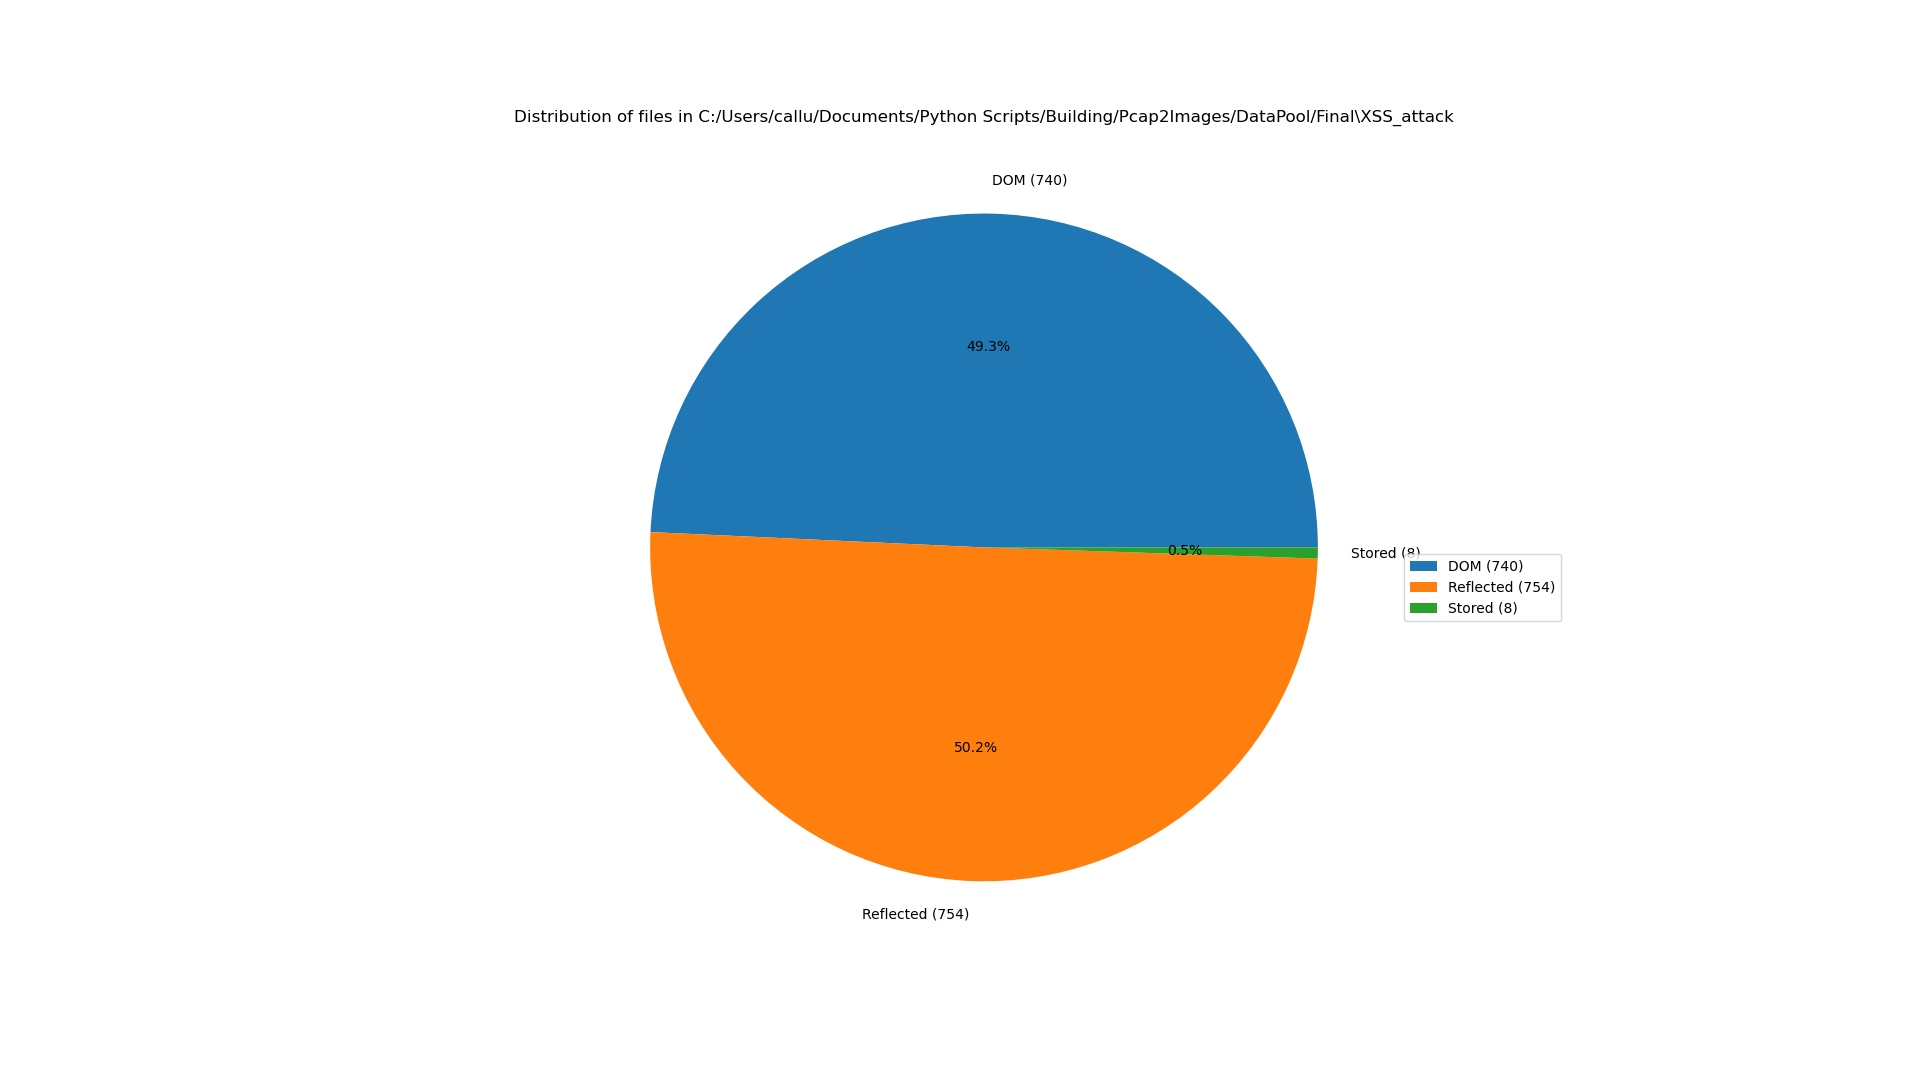 Distribution of files in C:/Users/callu/Documents/Python Scripts/Building/Pcap2Images/DataPool/Final\XSS_attack
DOM (740)
49.3%
0.5%
Stored (8)
DOM (740)
Reflected (754)
Stored (8)
50.2%
Reflected (754)